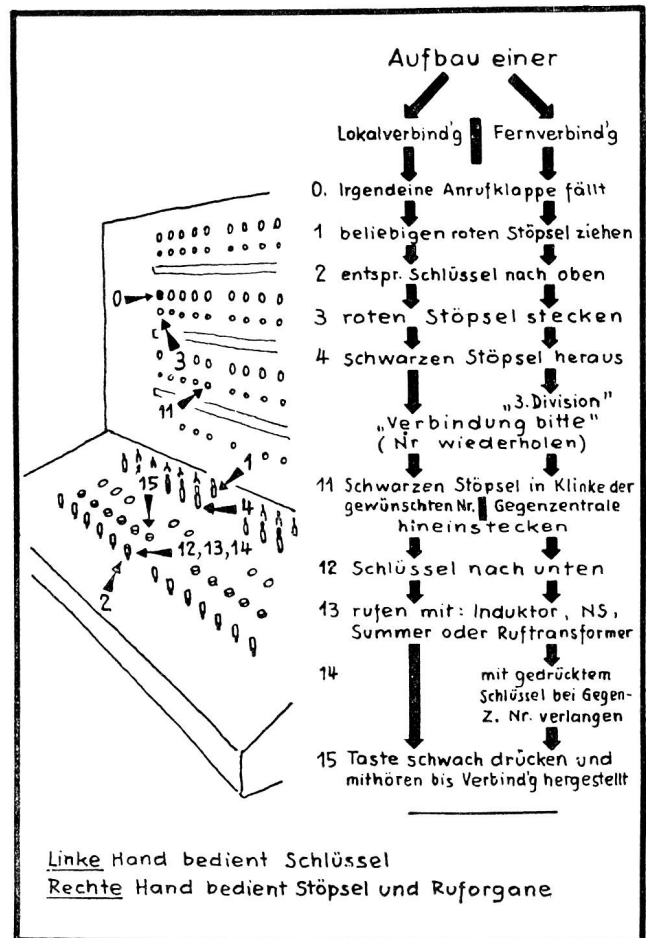 Aufbau einer
Lokalverbind'g Fernverbind'g
0. Irgendeine Anrufklappe fällt
1 beliebigen roten Stöpsel ziehen
2 entspr. Schlüssel nach oben
3 roten Stöpsel stecken
4 schwarzen Stöpsel heraus
„3. Division"
„Verbindung bitte"
(Nr wiederholen)
11 Schwarzen Stöpsel in Klinke der
gewünschten Nr. Gegenzentrale
hineinstecken
12 Schlüssel nach unten
13 rufen mit: Induktor, NS,
Summer oder Ruftransformer
14 mit gedrücktem
Schlüssel bei Gegen-
Z. Nr. verlangen
15 Taste schwach drücken und
mithören bis Verbind'g hergestellt
0
3
11
1
15
4
12, 13, 14
2
Linke Hand bedient Schlüssel
Rechte Hand bedient Stöpsel und Ruforgane